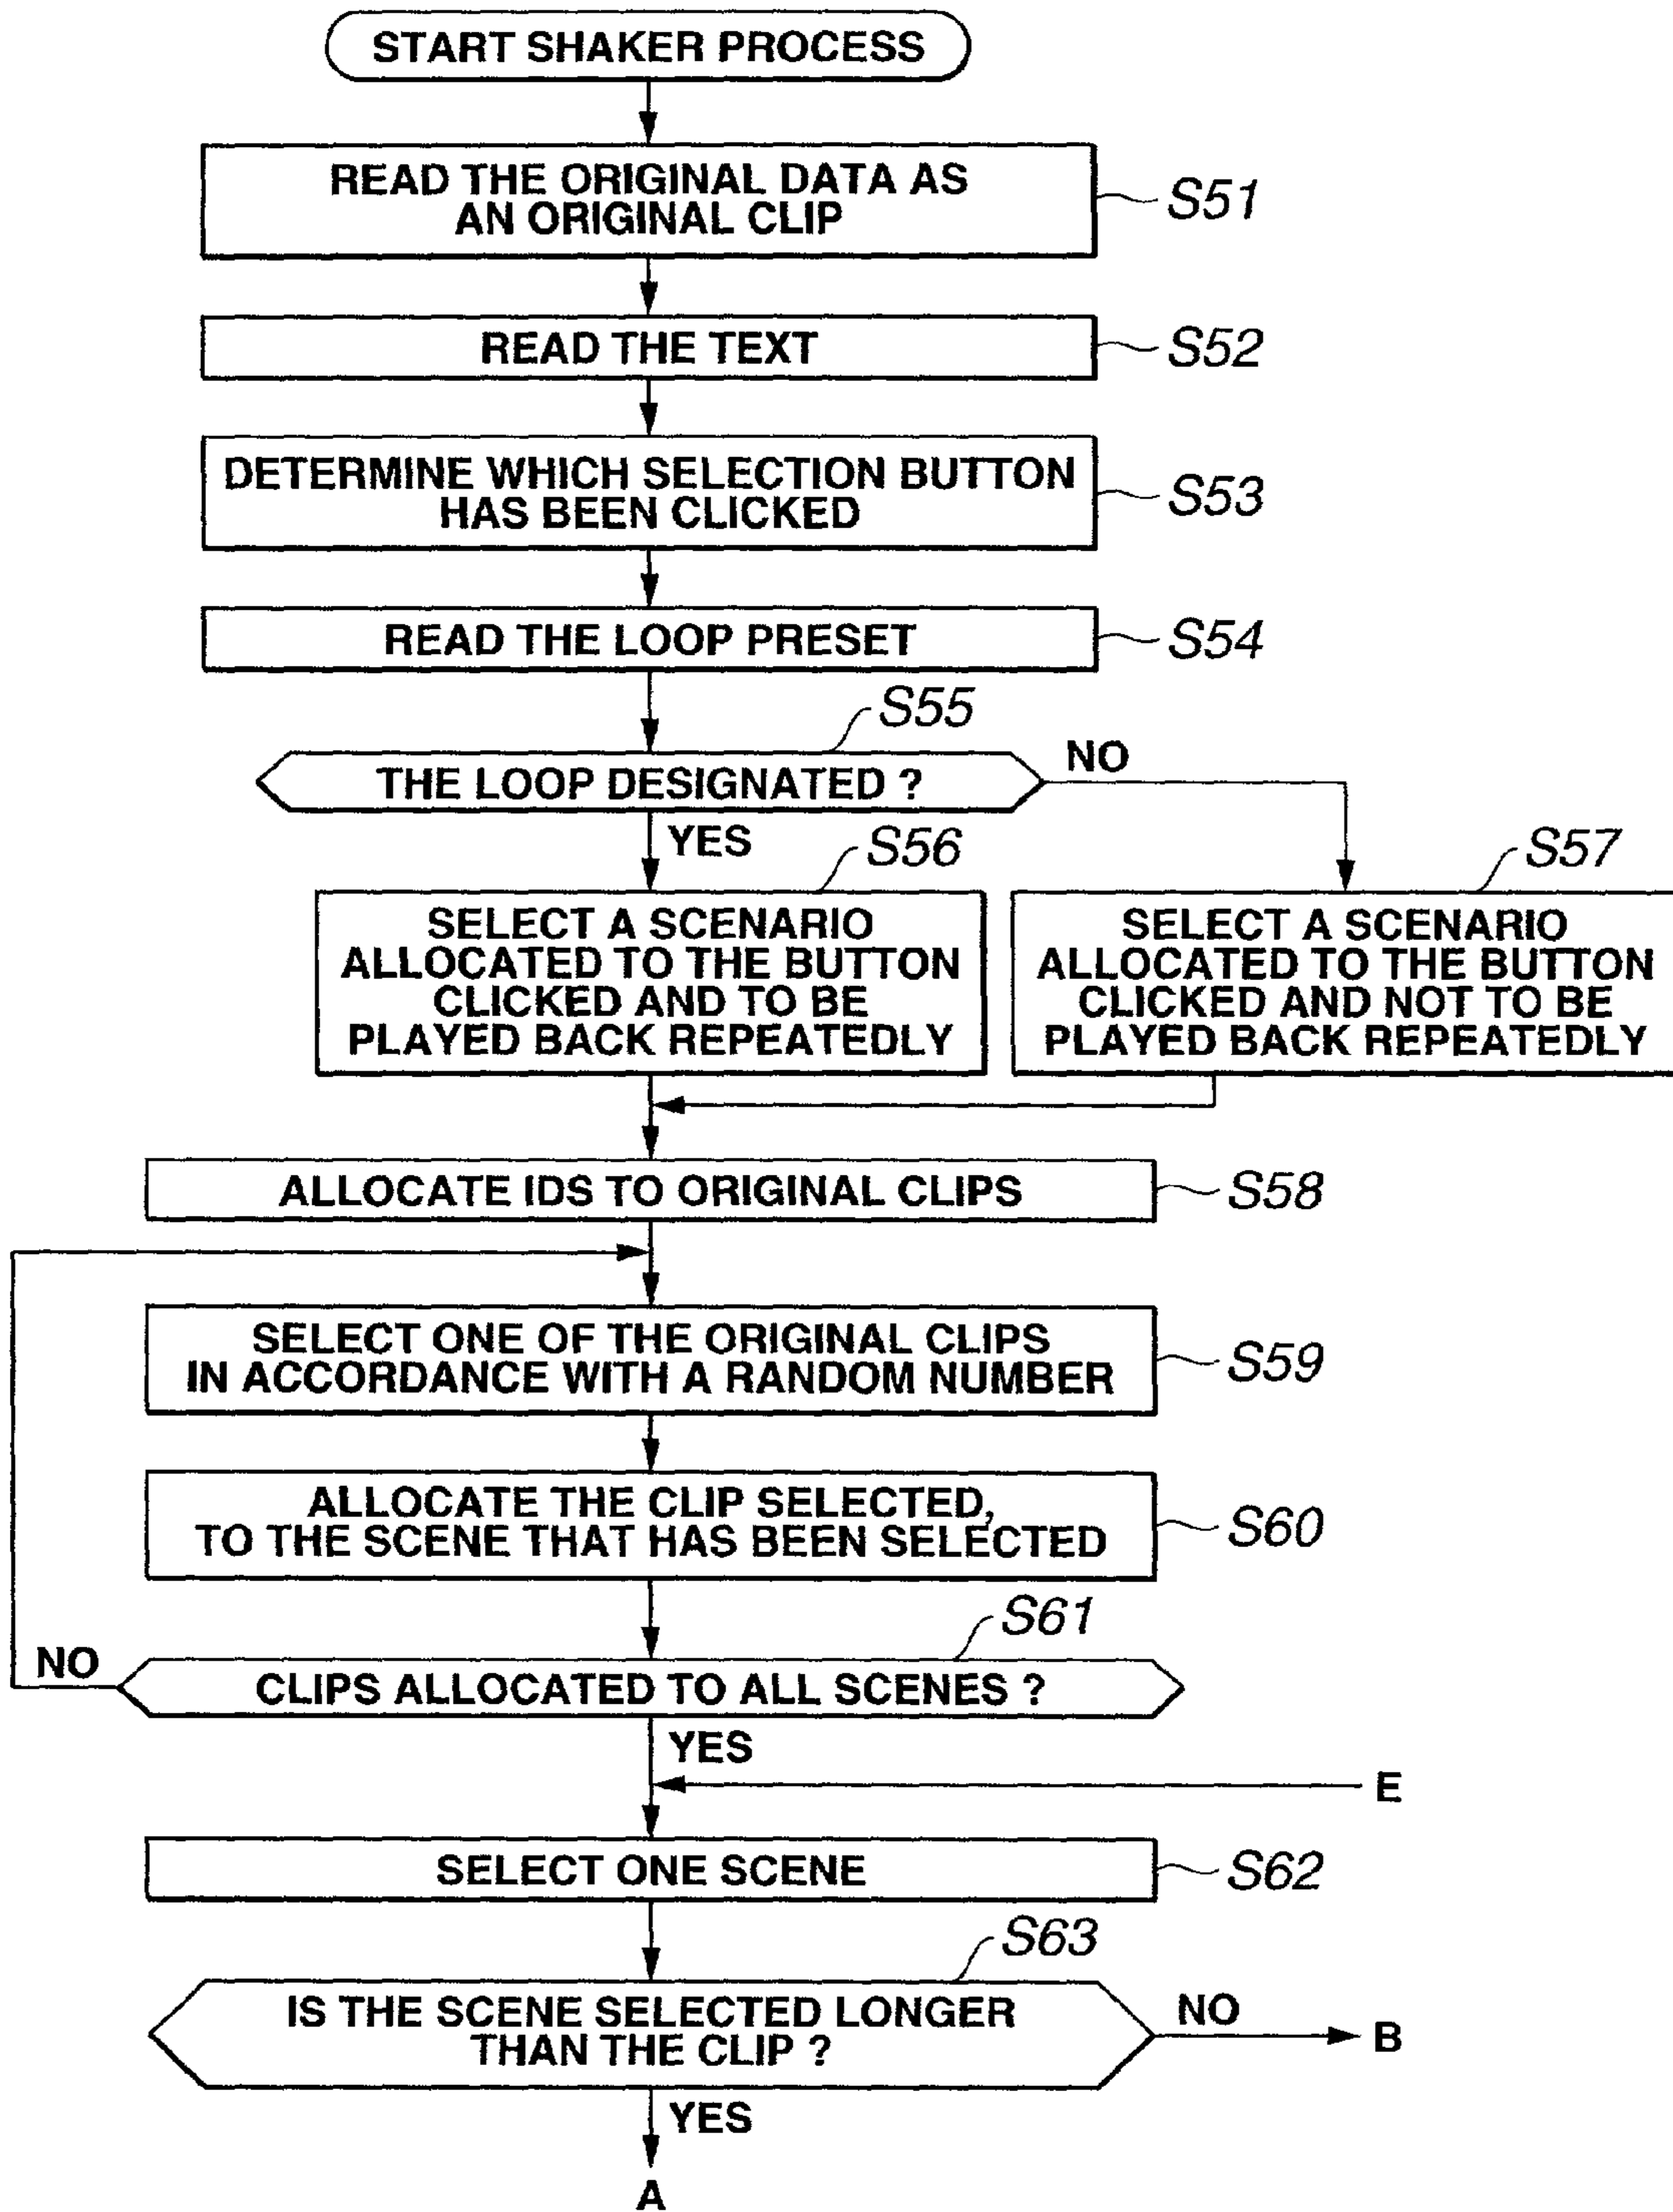 START SHAKER PROCESS
READ THE ORIGINAL DATA AS
AN ORIGINAL CLIP
S51
READ THE TEXT
S52
DETERMINE WHICH SELECTION BUTTON
HAS BEEN CLICKED
S53
READ THE LOOP PRESET
S54
S55
THE LOOP DESIGNATED ?
NO
YES
S56
SELECT A SCENARIO
ALLOCATED TO THE BUTTON
CLICKED AND TO BE
PLAYED BACK REPEATEDLY
S57
SELECT A SCENARIO
ALLOCATED TO THE BUTTON
CLICKED AND NOT TO BE
PLAYED BACK REPEATEDLY
ALLOCATE IDS TO ORIGINAL CLIPS
S58
SELECT ONE OF THE ORIGINAL CLIPS
IN ACCORDANCE WITH A RANDOM NUMBER
S59
ALLOCATE THE CLIP SELECTED,
TO THE SCENE THAT HAS BEEN SELECTED
S60
S61
NO
CLIPS ALLOCATED TO ALL SCENES ?
YES
E
SELECT ONE SCENE
S62
S63
IS THE SCENE SELECTED LONGER
THAN THE CLIP ?
NO
B
YES
A